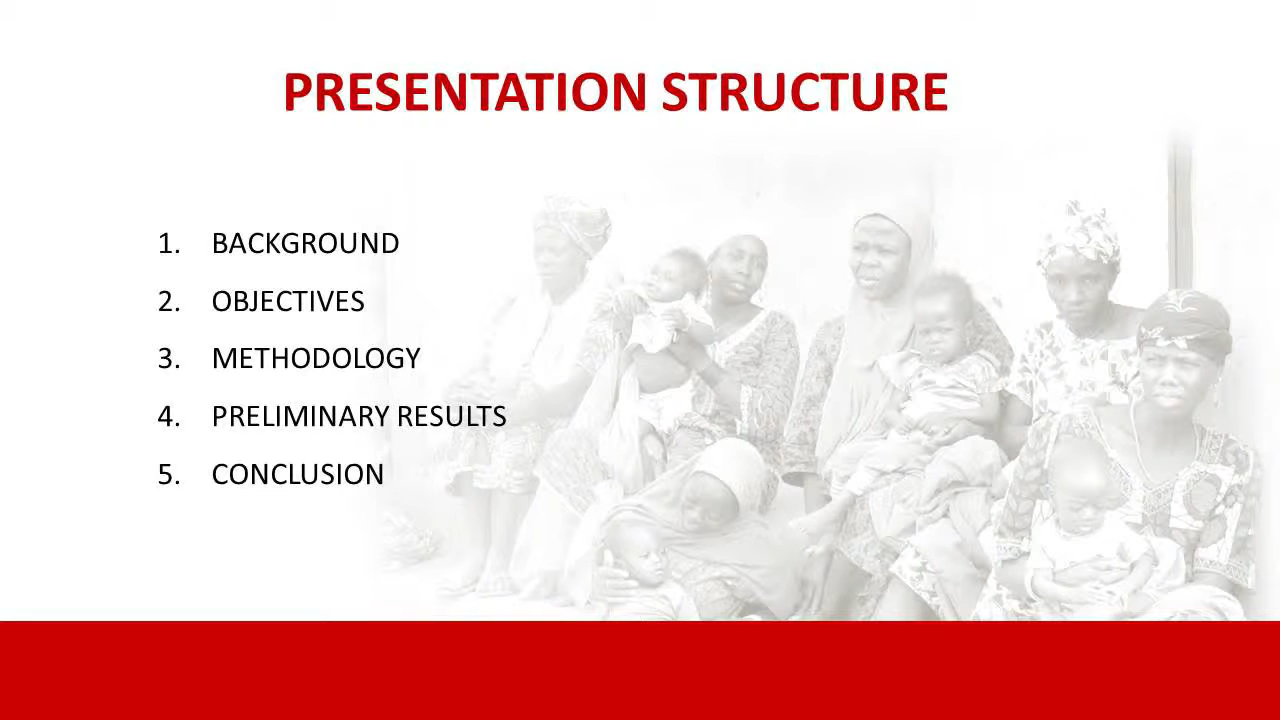 PRESENTATION STRUCTURE
1. BACKGROUND
2. OBJECTIVES
3. METHODOLOGY
4. PRELIMINARY RESULTS
5. CONCLUSION